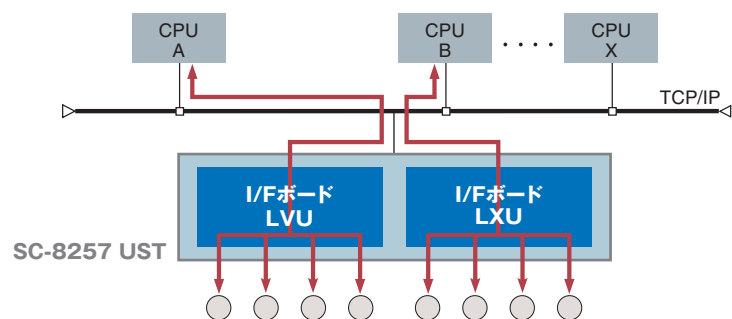 CPU
A
CPU
B
・・・・
CPU
X
TCP/IP
I/Fボード
LVU
I/Fボード
LXU
SC-8257 UST